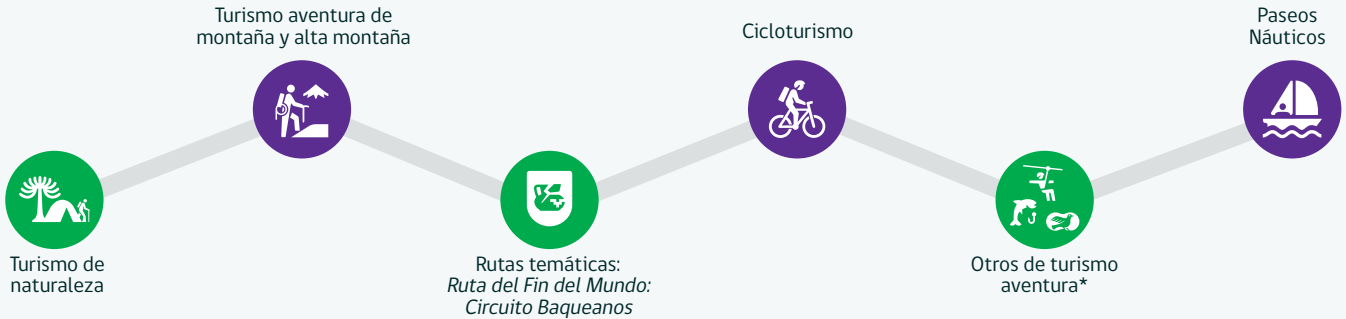 Turismo aventura de
montaña y alta montaña
Cicloturismo
Paseos
Náuticos
Turismo de
naturaleza
Rutas temáticas:
Ruta del Fin del Mundo:
Circuito Baqueanos
Otros de turismo
aventura*